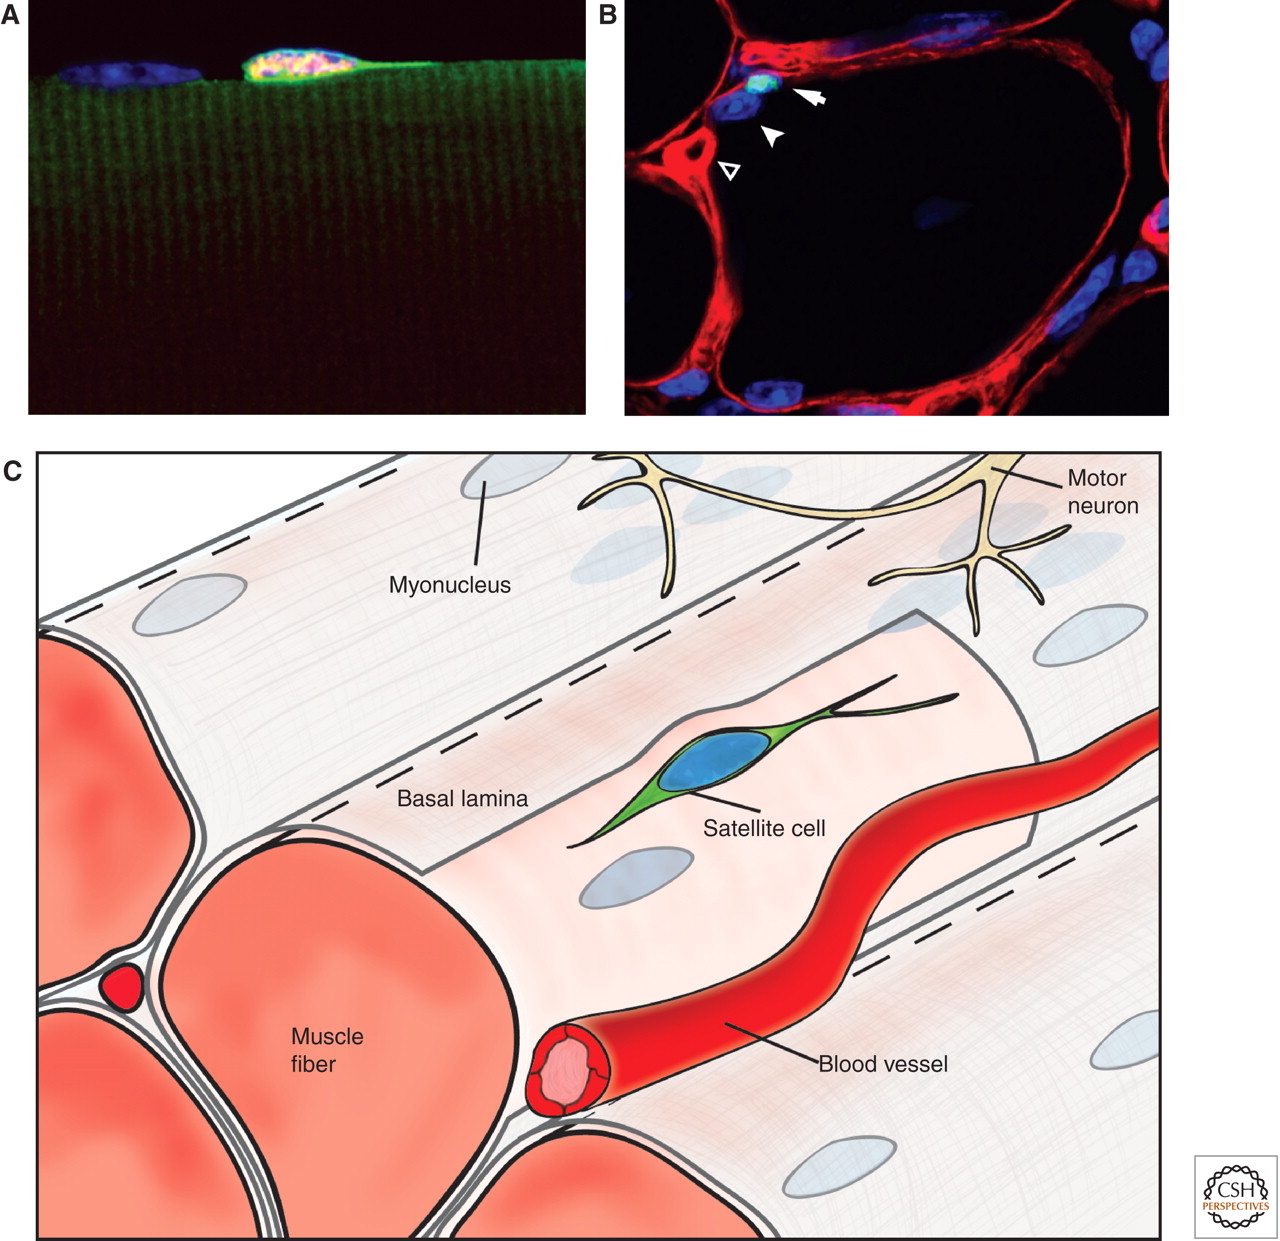 A
B
C
Motor
neuron
Myonucleus
Basal lamina
Satellite cell
Muscle
fiber
Blood vessel
CSH
PERSPECTIVES